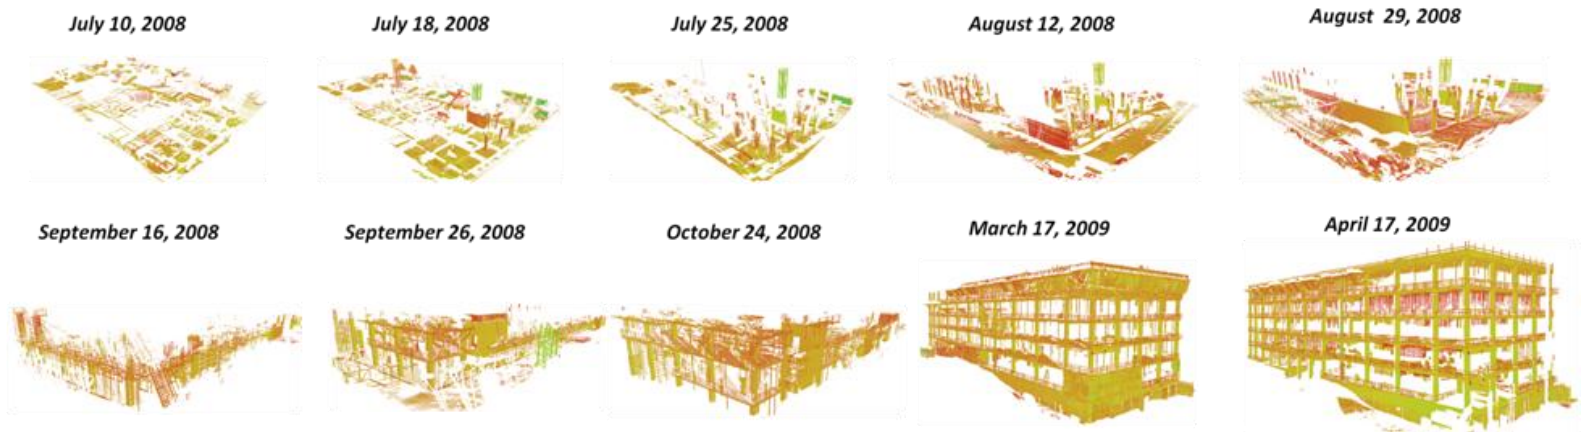 July 10, 2008
July 18, 2008
July 25, 2008
August 12, 2008
August 29, 2008
September 16, 2008
September 26, 2008
October 24, 2008
March 17, 2009
April 17, 2009